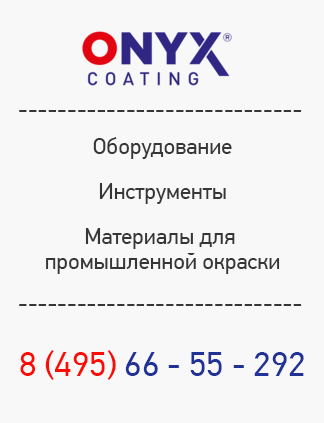 ONYX®
COATING
Оборудование
Инструменты
Материалы для
промышленной окраски
8 (495) 66 - 55 - 292